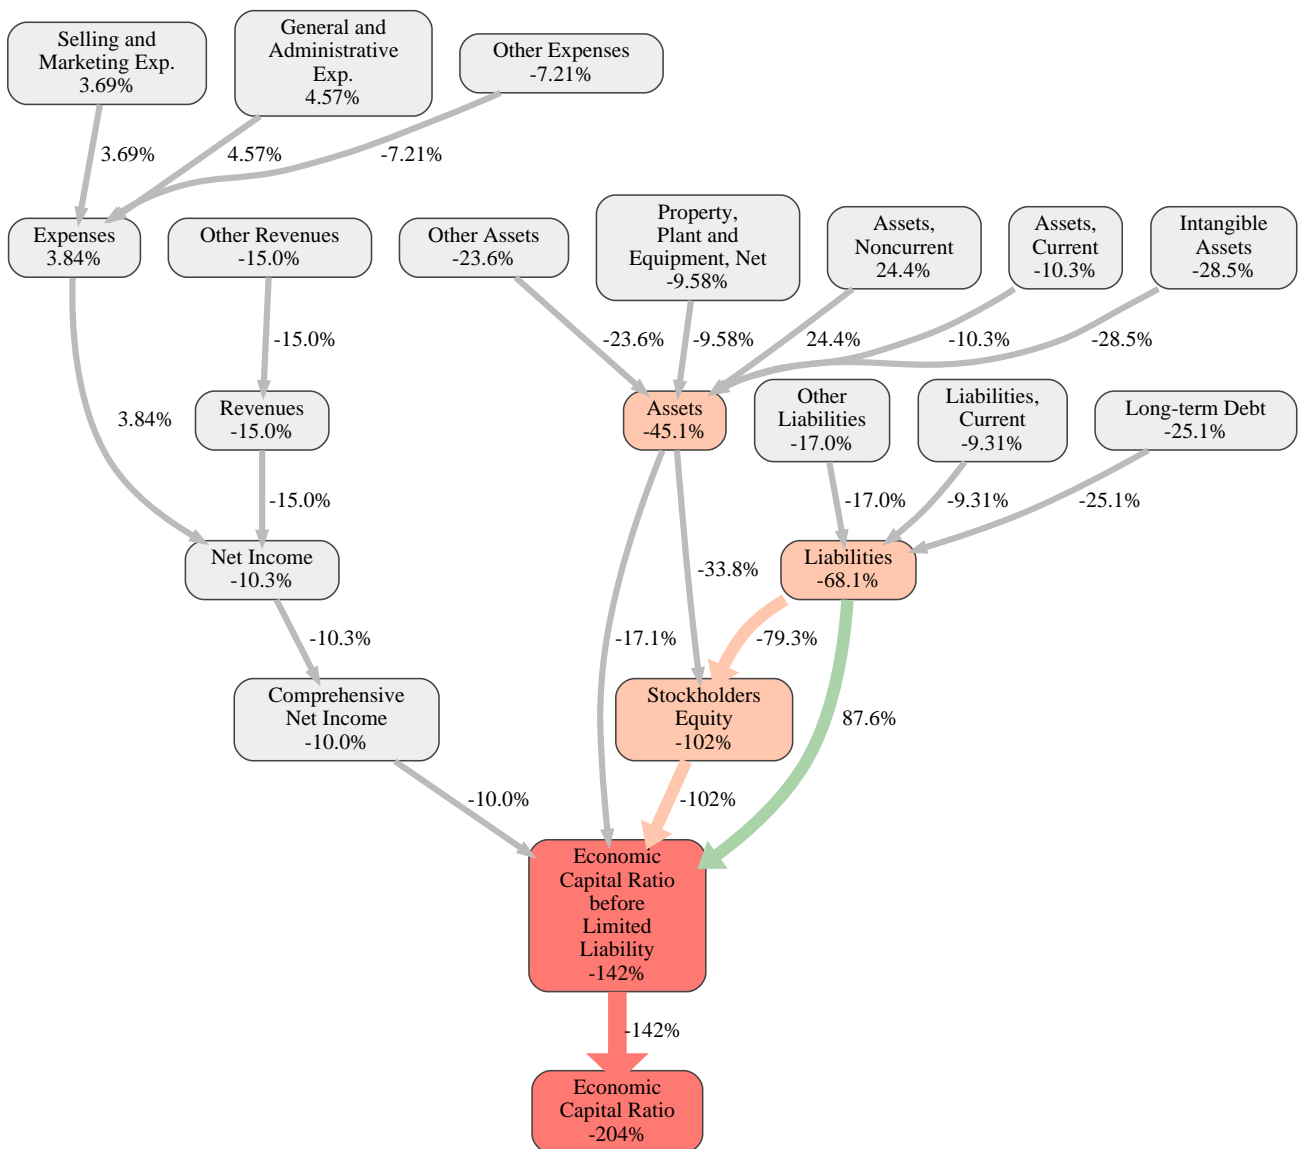 Selling and
Marketing Exp.
3.69%
General and
Administrative
Exp.
4.57%
Other Expenses
-7.21%
3.69%
4.57%
-7.21%
Expenses
3.84%
Other Revenues
-15.0%
Other Assets
-23.6%
Property,
Plant and
Equipment, Net
-9.58%
Assets,
Noncurrent
24.4%
Assets,
Current
-10.3%
Intangible
Assets
-28.5%
-15.0%
-23.6%
-9.58%
24.4%
-10.3%
-28.5%
3.84%
Revenues
-15.0%
Assets
-45.1%
Other
Liabilities
-17.0%
Liabilities,
Current
-9.31%
Long-term Debt
-25.1%
-15.0%
-17.0%
-9.31%
-25.1%
Net Income
-10.3%
-33.8%
Liabilities
-68.1%
-10.3%
-17.1%
-79.3%
Comprehensive
Net Income
-10.0%
Stockholders
Equity
-102%
87.6%
-10.0%
-102%
Economic
Capital Ratio
before
Limited
Liability
-142%
-142%
Economic
Capital Ratio
-204%